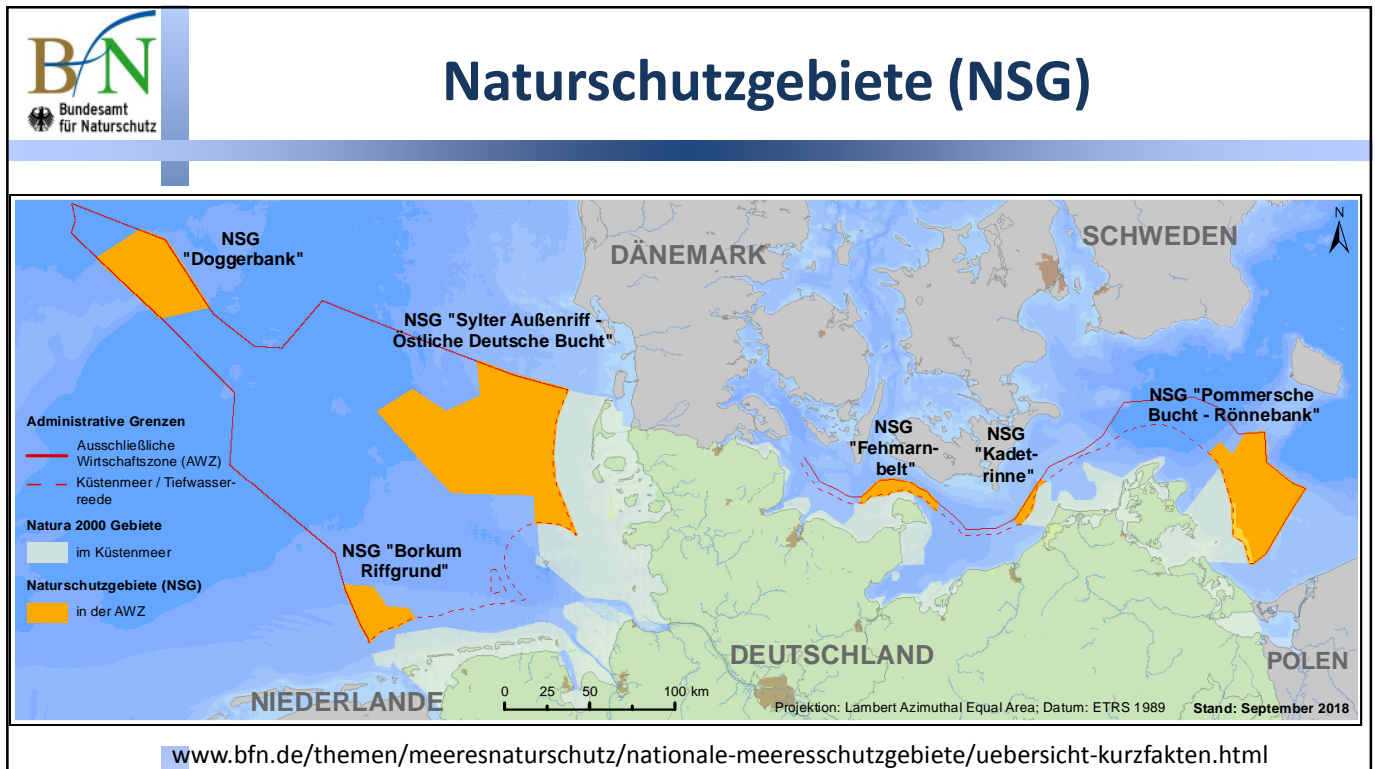 BfN
Bundesamt
für Naturschutz
Naturschutzgebiete (NSG)
NSG
"Doggerbank"
DÄNEMARK
SCHWEDEN
N
NSG "Sylter Außenriff -
Östliche Deutsche Bucht"
NSG "Pommersche
Bucht - Rönnebank"
NSG
"Fehmarn-
belt"
NSG
"Kadet-
rinne"
Administrative Grenzen
Ausschließliche
Wirtschaftszone (AWZ)
Küstenmeer / Tiefwasser-
reede
Natura 2000 Gebiete
im Küstenmeer
Naturschutzgebiete (NSG)
in der AWZ
NSG "Borkum
Riffgrund"
DEUTSCHLAND
POLEN
NIEDERLANDE
0 25 50 100 km
Projektion: Lambert Azimuthal Equal Area; Datum: ETRS 1989 Stand: September 2018
www.bfn.de/themen/meeresnaturschutz/nationale-meeresschutzgebiete/uebersicht-kurzfakten.html